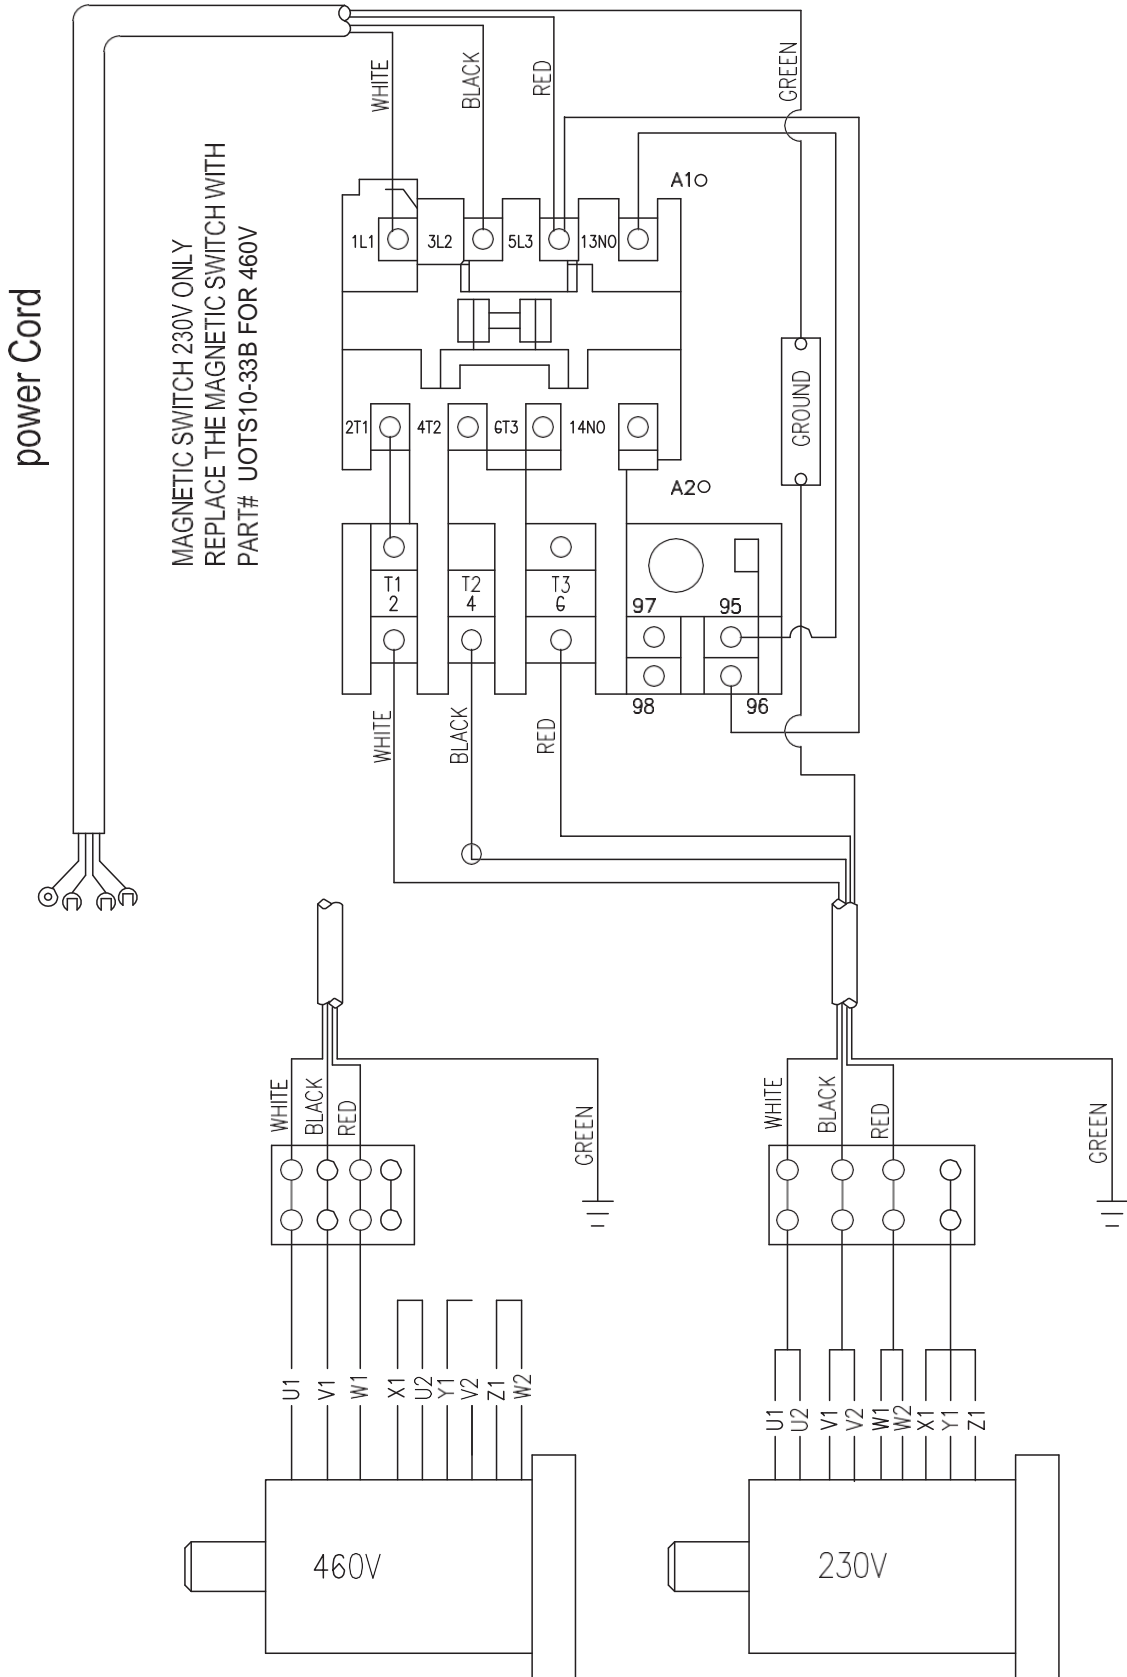 power Cord
MAGNETIC SWITCH 230V ONLY
REPLACE THE MAGNETIC SWITCH WITH
PART# UOTS10-33B FOR 460V
WHITE
BLACK
RED
GREEN
A1
1L1
3L2
5L3
13NO
GROUND
2T1
4T2
6T3
14NO
A2
T1
2
T2
4
T3
6
97
95
98
96
WHITE
BLACK
RED
WHITE
BLACK
RED
GREEN
WHITE
BLACK
RED
GREEN
U1
V1
W1
X1
U2
Y1
V2
Z1
W2
U1
U2
V1
V2
W1
W2
X1
Y1
Z1
460V
230V